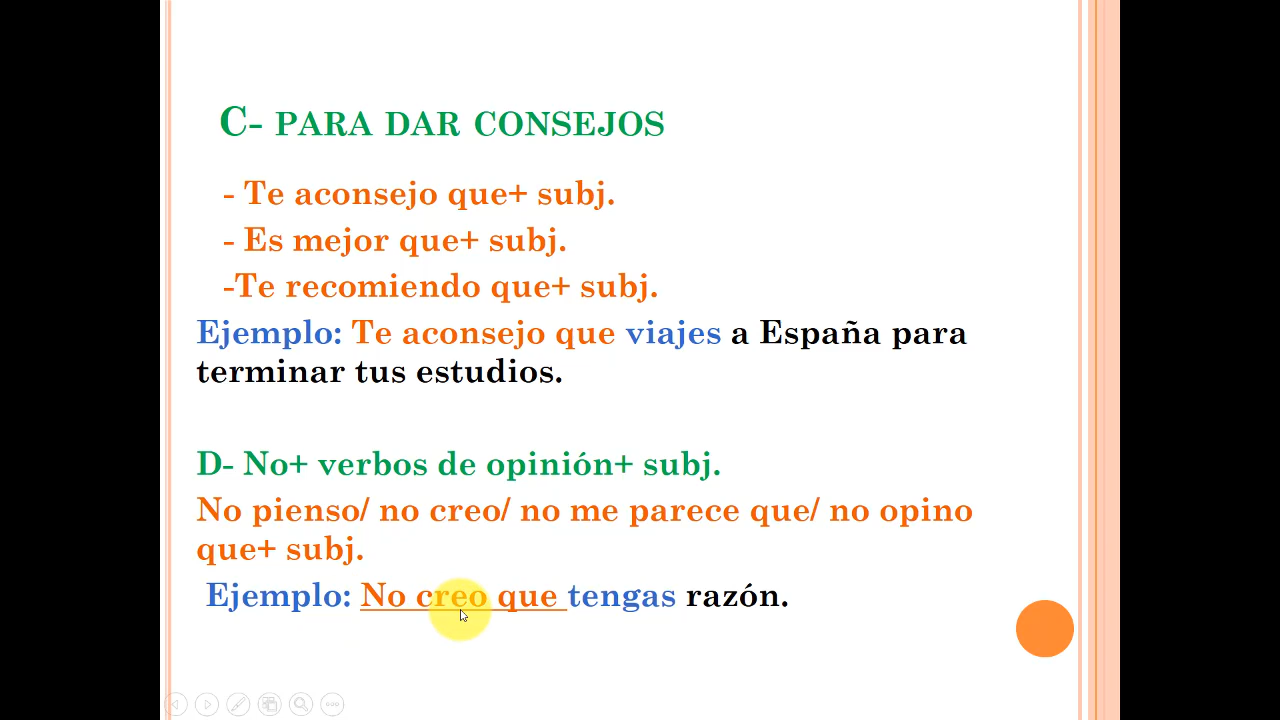 C- PARA DAR CONSEJOS
- Te aconsejo que+ subj.
- Es mejor que+ subj.
-Te recomiendo que+ subj.
Ejemplo: Te aconsejo que viajes a España para
terminar tus estudios.
D- No+ verbos de opinión+ subj.
No pienso/ no creo/ no me parece que/ no opino
que+ subj.
Ejemplo: No creo que tengas razón.